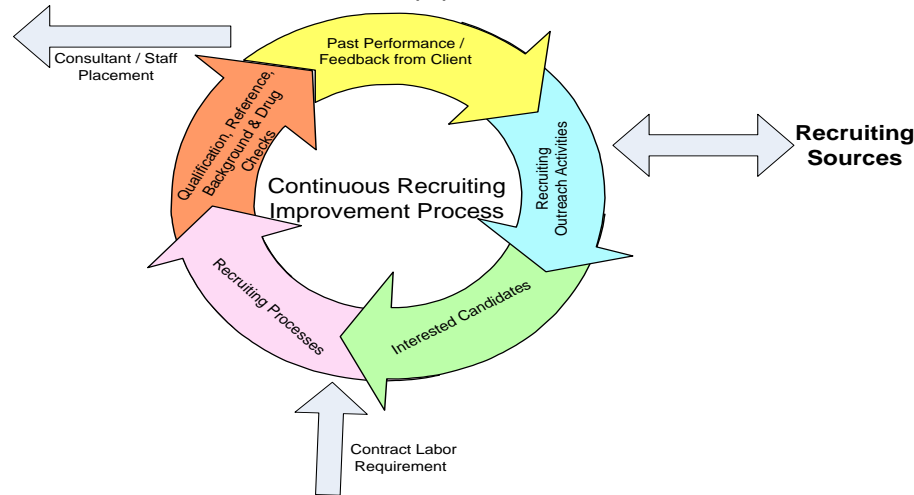 Consultant / Staff
Placement
Past Performance /
Feedback from Client
Qualification, Reference,
Background & Drug
Checks
Recruiting
Outreach Activities
Recruiting
Sources
Continuous Recruiting
Improvement Process
Recruiting Processes
Interested Candidates
Contract Labor
Requirement